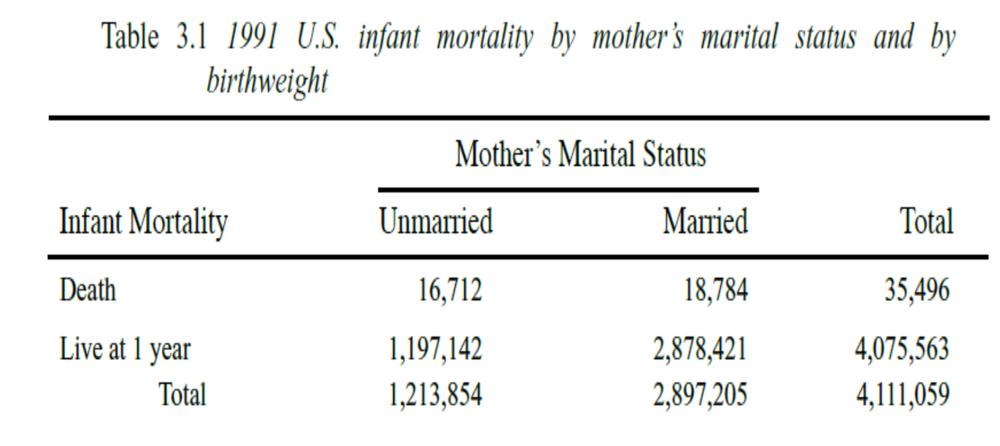 Table 3.1 1991 U.S. infant mortality by mother's marital status and by
birthweight
Mother's Marital Status
Infant Mortality Unmarried Married Total
Death 16,712 18,784 35,496
Live at 1 year 1,197,142 2,878,421 4,075,563
Total 1,213,854 2,897,205 4,111,059